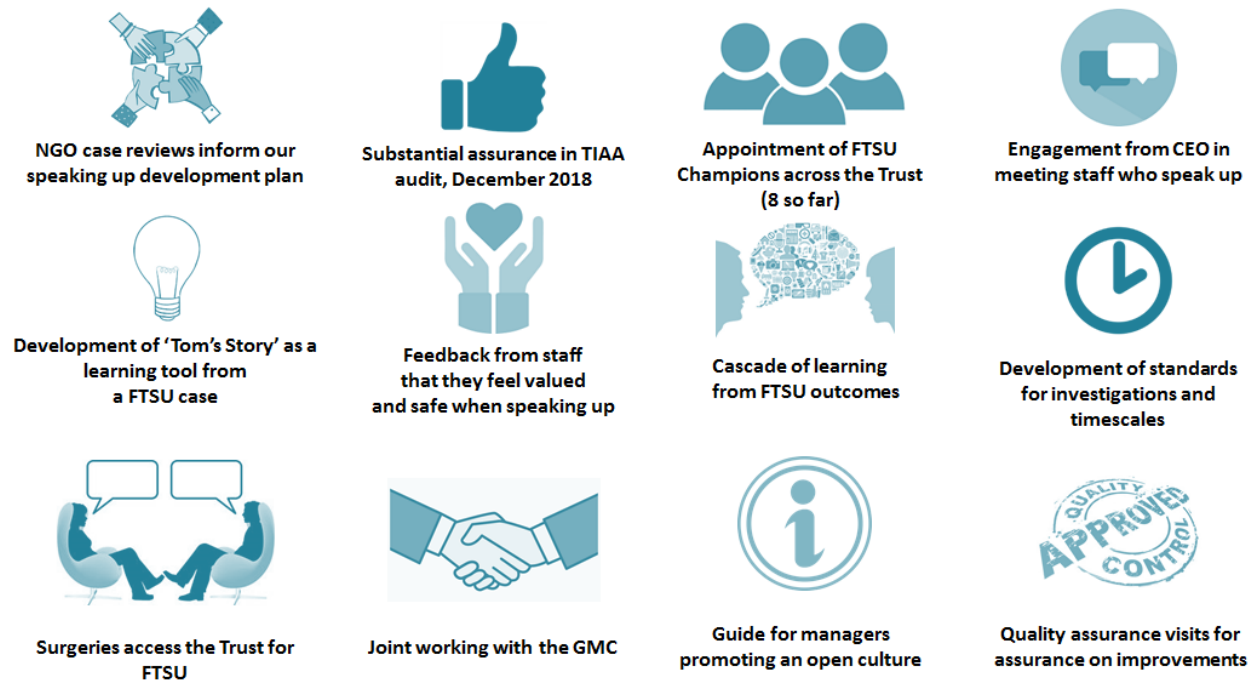 NGO case reviews inform our
speaking up development plan
Substantial assurance in TIAA
audit, December 2018
Appointment of FTSU
Champions across the Trust
(8 so far)
Engagement from CEO in
meeting staff who speak up
Development of ‘Tom’s Story’ as a
learning tool from
a FTSU case
Feedback from staff
that they feel valued
and safe when speaking up
Cascade of learning
from FTSU outcomes
Development of standards
for investigations and
timescales
Surgeries access the Trust for
FTSU
Joint working with the GMC
i
Guide for managers
promoting an open culture
QUALITY
APPROVED
CONTROL
Quality assurance visits for
assurance on improvements